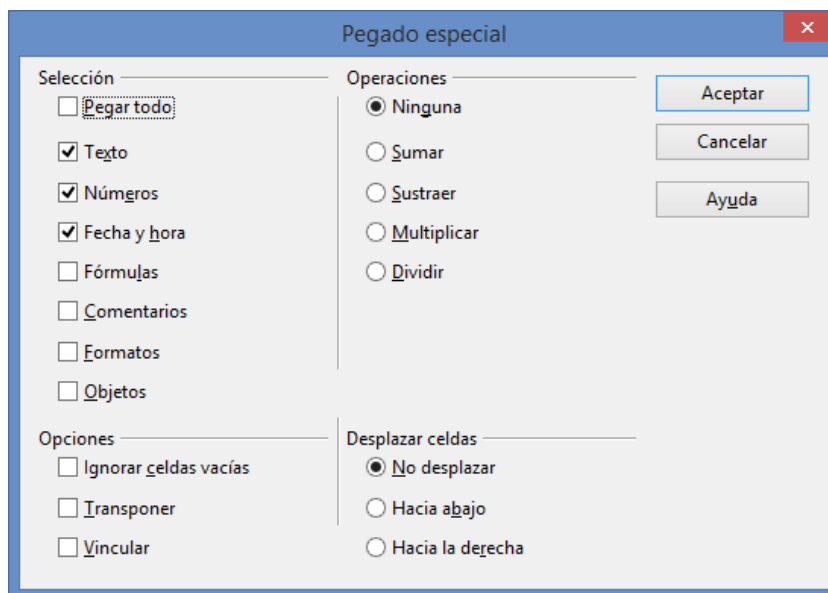 Pegado especial
Selección
Pegar todo
Texto
Números
Fecha y hora
Fórmulas
Comentarios
Formatos
Objetos
Operaciones
Ninguna
Sumar
Sustraer
Multiplicar
Dividir
Aceptar
Cancelar
Ayuda
Opciones
Ignorar celdas vacías
Transponer
Vincular
Desplazar celdas
No desplazar
Hacia abajo
Hacia la derecha